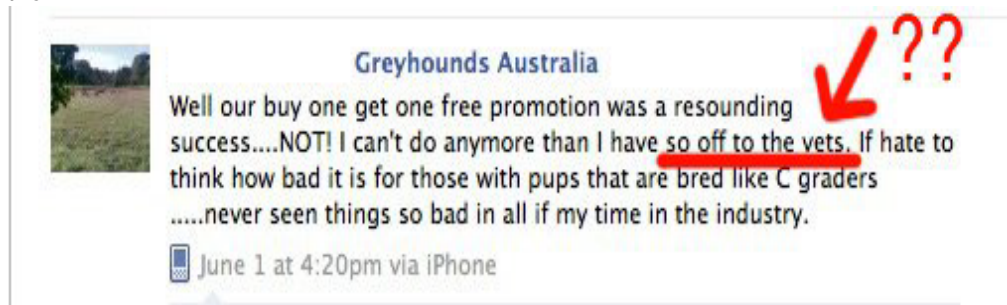 ??
Greyhounds Australia
Well our buy one get one free promotion was a resounding
success....NOT! I can't do anymore than I have so off to the vets. If hate to
think how bad it is for those with pups that are bred like C graders
.....never seen things so bad in all if my time in the industry.
June 1 at 4:20pm via iPhone